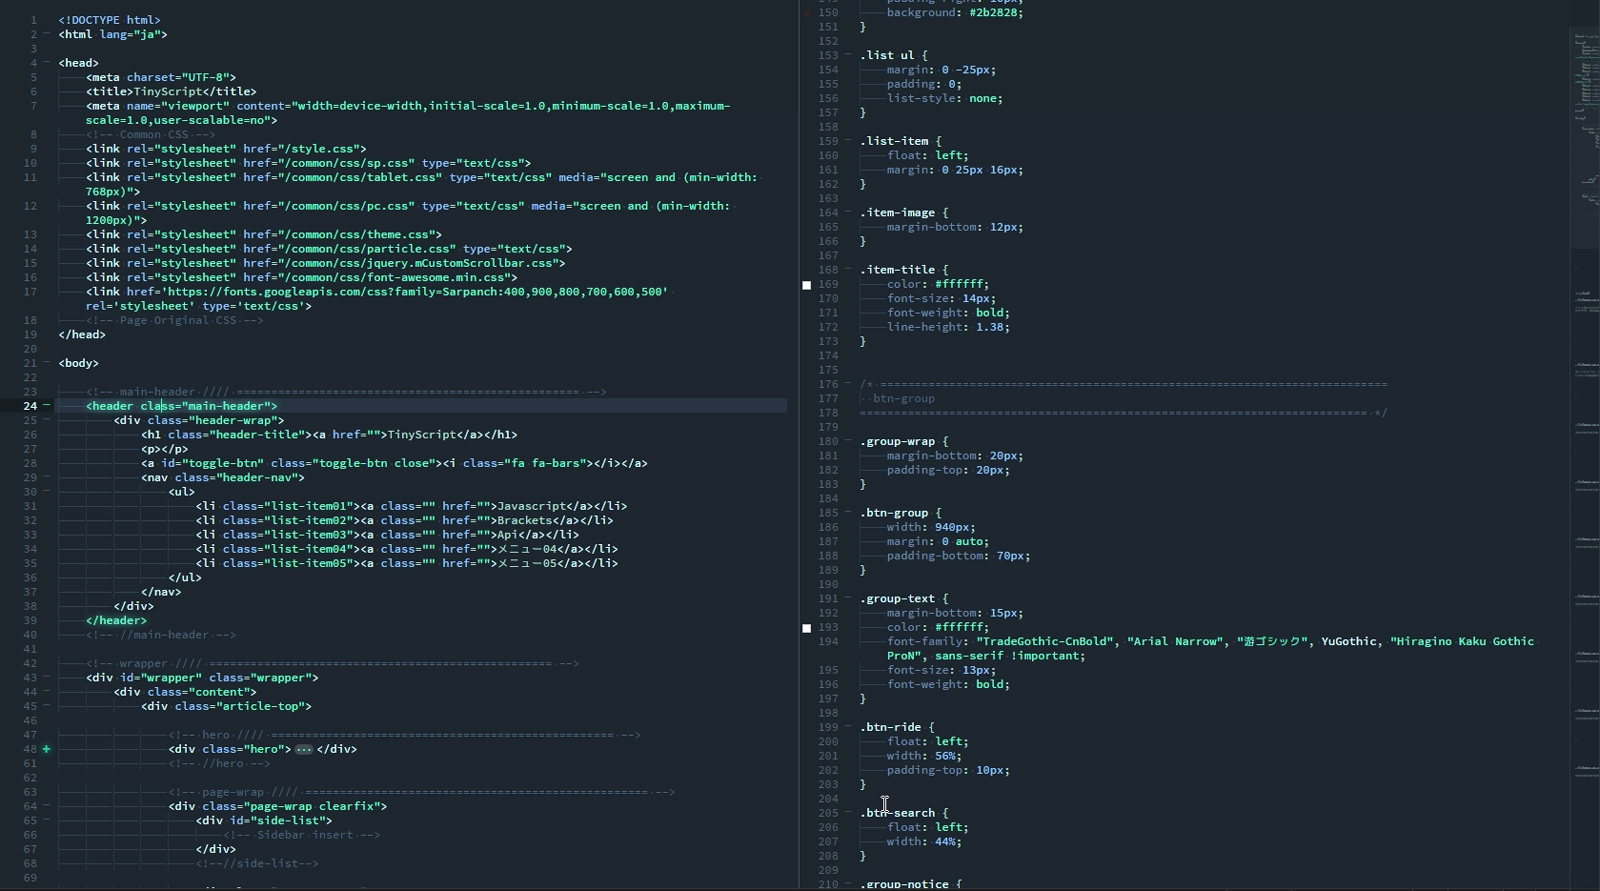 1 <!DOCTYPE html>
2 <html lang="ja">
3
4 <head>
5 <meta charset="UTF-8">
6 <title>TinyScript</title>
7 <meta name="viewport" content="width=device-width,initial-scale=1.0,minimum-scale=1.0,maximum-
scale=1.0,user-scalable=no">
8 <!-- Common CSS -->
9 <link rel="stylesheet" href="/style.css">
10 <link rel="stylesheet" href="/common/css/sp.css" type="text/css">
11 <link rel="stylesheet" href="/common/css/tablet.css" type="text/css" media="screen and (min-width:
768px)">
12 <link rel="stylesheet" href="/common/css/pc.css" type="text/css" media="screen and (min-width:
1200px)">
13 <link rel="stylesheet" href="/common/css/theme.css">
14 <link rel="stylesheet" href="/common/css/particle.css" type="text/css">
15 <link rel="stylesheet" href="/common/css/jquery.mCustomScrollbar.css">
16 <link rel="stylesheet" href="/common/css/font-awesome.min.css">
17 <link href='https://fonts.googleapis.com/css?family=Sarpanch:400,900,800,700,600,500'
rel='stylesheet' type='text/css'>
18 <!-- Page Original CSS -->
19 </head>
20
21 <body>
22
23 <!-- main-header //// ================================================== -->
24 <header class="main-header">
25 <div class="header-wrap">
26 <h1 class="header-title"><a href="">TinyScript</a></h1>
27 <p></p>
28 <a id="toggle-btn" class="toggle-btn close"><i class="fa fa-bars"></i></a>
29 <nav class="header-nav">
30 <ul>
31 <li class="list-item01"><a class="" href="">Javascript</a></li>
32 <li class="list-item02"><a class="" href="">Brackets</a></li>
33 <li class="list-item03"><a class="" href="">Api</a></li>
34 <li class="list-item04"><a class="" href="">メニュー04</a></li>
35 <li class="list-item05"><a class="" href="">メニュー05</a></li>
36 </ul>
37 </nav>
38 </div>
39 </header>
40 <!-- //main-header -->
41
42 <!-- wrapper //// ================================================== -->
43 <div id="wrapper" class="wrapper">
44 <div class="content">
45 <div class="article-top">
46
47 <!-- hero //// ================================================== -->
48 <div class="hero">...</div>
61 <!-- //hero -->
62
63 <!-- page-wrap //// ================================================== -->
64 <div class="page-wrap clearfix">
65 <div id="side-list">
66 <!-- Sidebar insert -->
67 </div>
68 <!--//side-list-->
69
150 background: #2b2828;
151 }
152
153 .list ul {
154 margin: 0 -25px;
155 padding: 0;
156 list-style: none;
157 }
158
159 .list-item {
160 float: left;
161 margin: 0 25px 16px;
162 }
163
164 .item-image {
165 margin-bottom: 12px;
166 }
167
168 .item-title {
169 color: #ffffff;
170 font-size: 14px;
171 font-weight: bold;
172 line-height: 1.38;
173 }
174
175
176 /* ==========================================================================
177 btn-group
178 ========================================================================== */
179
180 .group-wrap {
181 margin-bottom: 20px;
182 padding-top: 20px;
183 }
184
185 .btn-group {
186 width: 940px;
187 margin: 0 auto;
188 padding-bottom: 70px;
189 }
190
191 .group-text {
192 margin-bottom: 15px;
193 color: #ffffff;
194 font-family: "TradeGothic-CnBold", "Arial Narrow", "游ゴシック", YuGothic, "Hiragino Kaku Gothic
ProN", sans-serif !important;
195 font-size: 13px;
196 font-weight: bold;
197 }
198
199 .btn-ride {
200 float: left;
201 width: 56%;
202 padding-top: 10px;
203 }
204
205 .btn-search {
206 float: left;
207 width: 44%;
208 }
209
210 .group-notice {